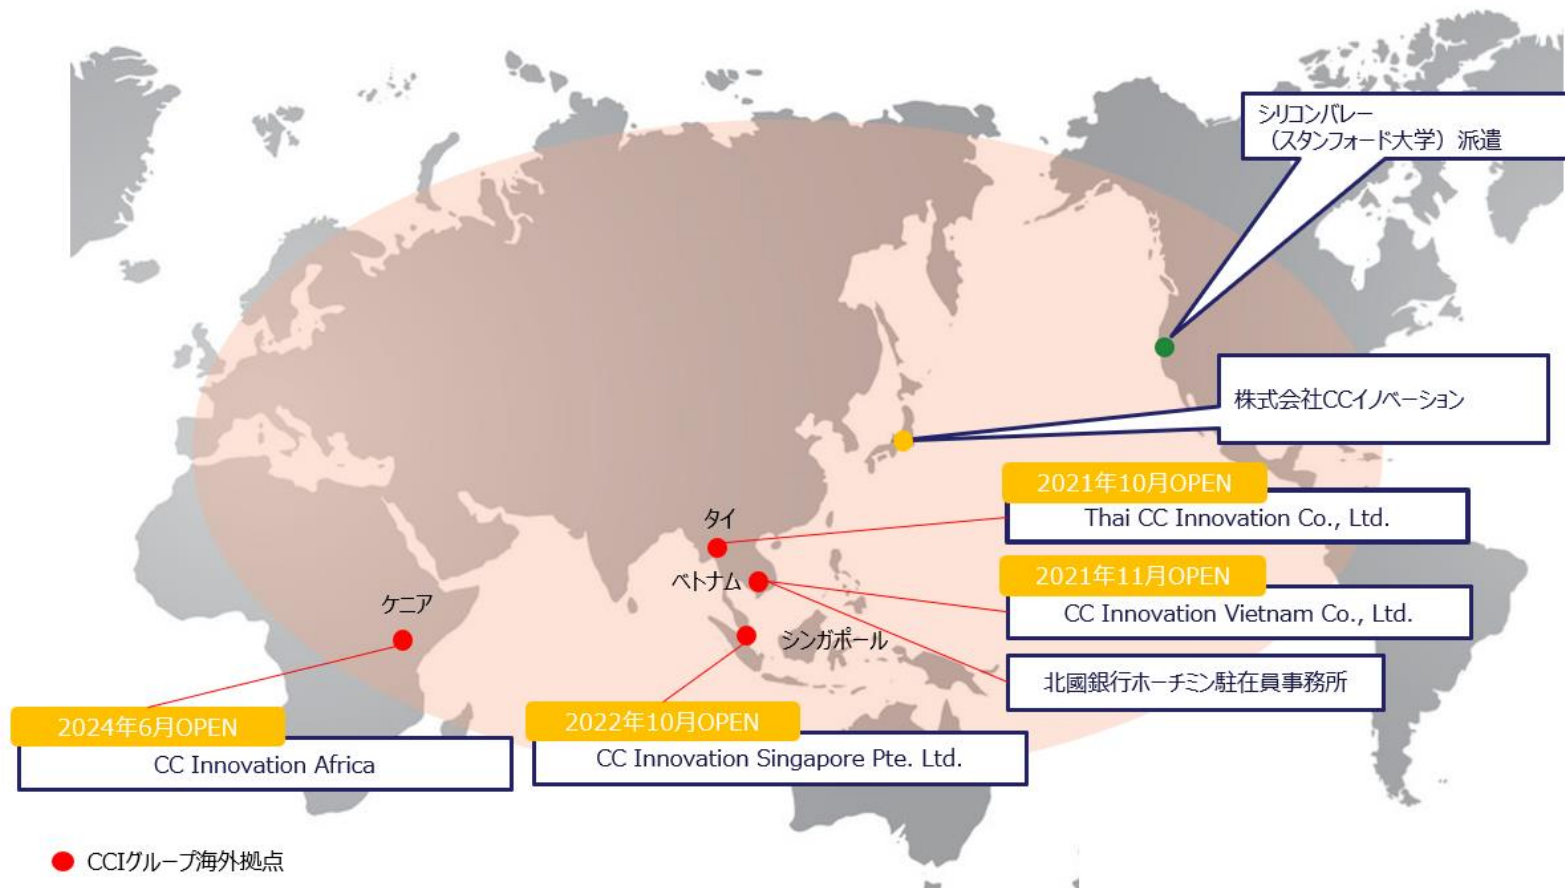 シリコンバレー
（スタンフォード大学）派遣
株式会社CCイノベーション
2021年10月OPEN
Thai CC Innovation Co., Ltd.
タイ
2021年11月OPEN
ベトナム
CC Innovation Vietnam Co., Ltd.
ケニア
シンガポール
北國銀行ホーチミン駐在員事務所
2024年6月OPEN
CC Innovation Africa
2022年10月OPEN
CC Innovation Singapore Pte. Ltd.
CCIグループ海外拠点